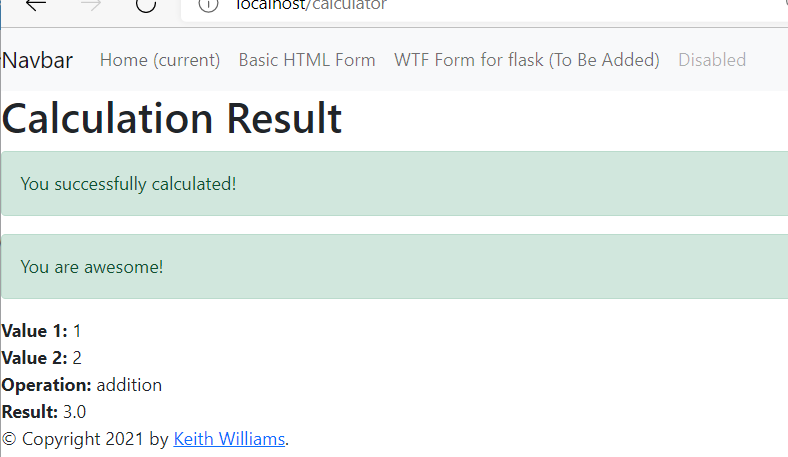 localhost/calculator
Navbar Home (current) Basic HTML Form WTF Form for flask (To Be Added) Disabled
Calculation Result
You successfully calculated!
You are awesome!
Value 1: 1
Value 2: 2
Operation: addition
Result: 3.0
© Copyright 2021 by Keith Williams.